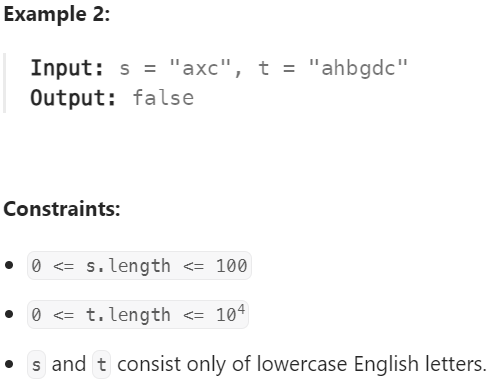 Example 2:
Input: s = "axc", t = "ahbgdc"
Output: false
Constraints:
• 0 <= s.length <= 100
• 0 <= t.length <= 10⁴
• s and t consist only of lowercase English letters.